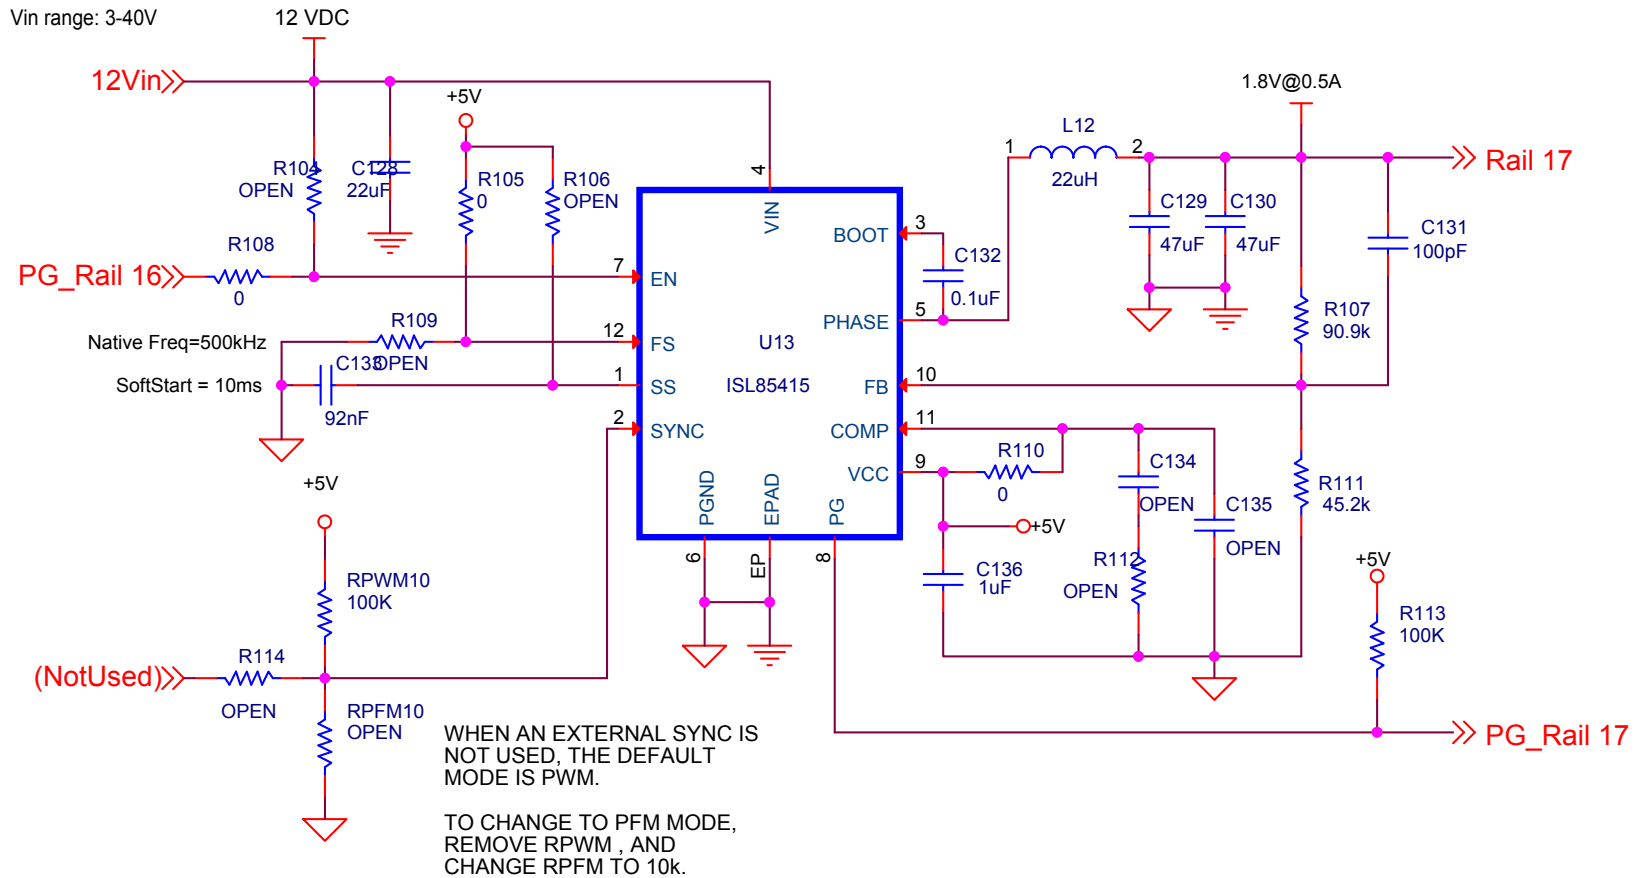 Vin range: 3-40V
12 VDC
12Vin
+5V
1.8V@0.5A
L12
1
2
22uH
Rail 17
R104
OPEN
C128
22uF
R105
0
R106
OPEN
4
VIN
3
BOOT
C129
47uF
C130
47uF
C131
100pF
R108
PG_Rail 16
0
7
EN
C132
0.1uF
5
PHASE
R107
90.9k
R109
OPEN
Native Freq=500kHz
12
FS
U13
C133
SoftStart = 10ms
92nF
1
SS
ISL85415
FB
10
2
SYNC
COMP
11
VCC
9
R110
0
C134
OPEN
R111
45.2k
C135
OPEN
+5V
PGND
EPAD
PG
6
EP
8
+5V
C136
1uF
R112
OPEN
+5V
R113
100K
RPWM10
100K
R114
(NotUsed)
OPEN
RPFM10
OPEN
PG_Rail 17
WHEN AN EXTERNAL SYNC IS
NOT USED, THE DEFAULT
MODE IS PWM.
TO CHANGE TO PFM MODE,
REMOVE RPWM , AND
CHANGE RPFM TO 10k.